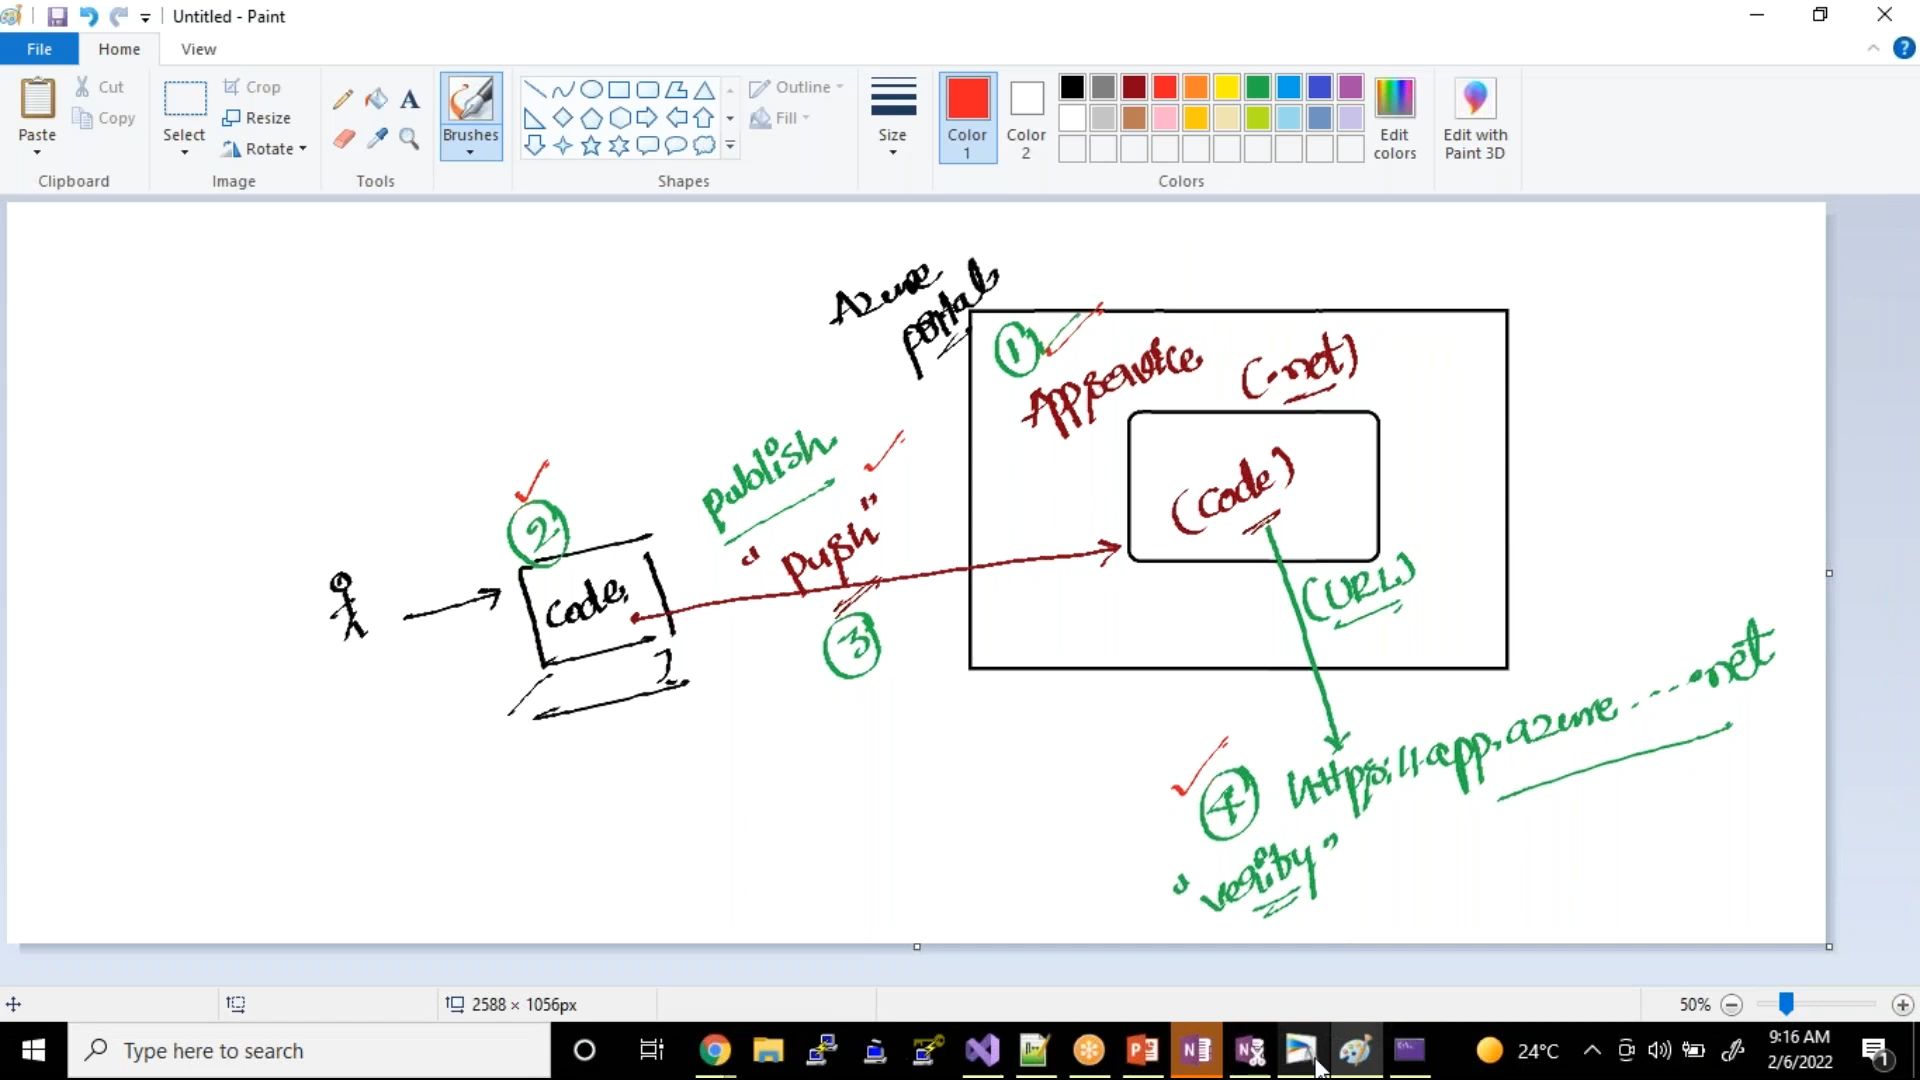 Untitled - Paint
File
Home
View
Paste
Cut
Copy
Clipboard
Select
Crop
Resize
Rotate
Image
Tools
Brushes
Shapes
Outline
Fill
Size
Color
1
Color
2
Colors
Edit
colors
Edit with
Paint 3D
Azure
portal
1
Appservice (.net)
(code)
(URL)
publish
"push"
2
code
3
4
https://app.azure.....net
"verify"
2588 × 1056px
50%
Type here to search
24°C
9:16 AM
2/6/2022
1